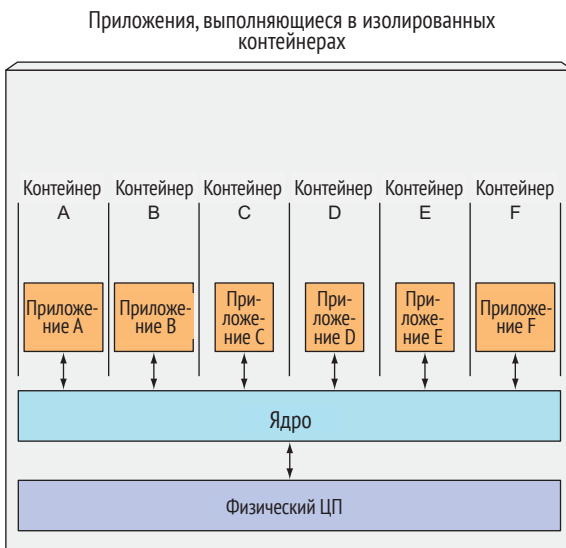 Приложения, выполняющиеся в изолированных
контейнерах
Контейнер
A
Контейнер
B
Контейнер
C
Контейнер
D
Контейнер
E
Контейнер
F
Приложе-
ние A
Приложе-
ние B
При-
ложе-
ние C
При-
ложе-
ние D
При-
ложе-
ние E
Приложе-
ние F
Ядро
Физический ЦП